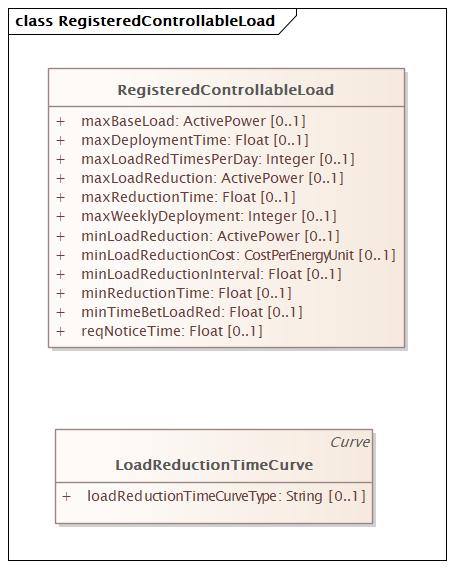 class RegisteredControllableLoad
RegisteredControllableLoad
+ maxBaseLoad: ActivePower [0..1]
+ maxDeploymentTime: Float [0..1]
+ maxLoadRedTimesPerDay: Integer [0..1]
+ maxLoadReduction: ActivePower [0..1]
+ maxReductionTime: Float [0..1]
+ maxWeeklyDeployment: Integer [0..1]
+ minLoadReduction: ActivePower [0..1]
+ minLoadReductionCost: CostPerEnergyUnit [0..1]
+ minLoadReductionInterval: Float [0..1]
+ minReductionTime: Float [0..1]
+ minTimeBetLoadRed: Float [0..1]
+ reqNoticeTime: Float [0..1]
Curve
LoadReductionTimeCurve
+ loadReductionTimeCurveType: String [0..1]